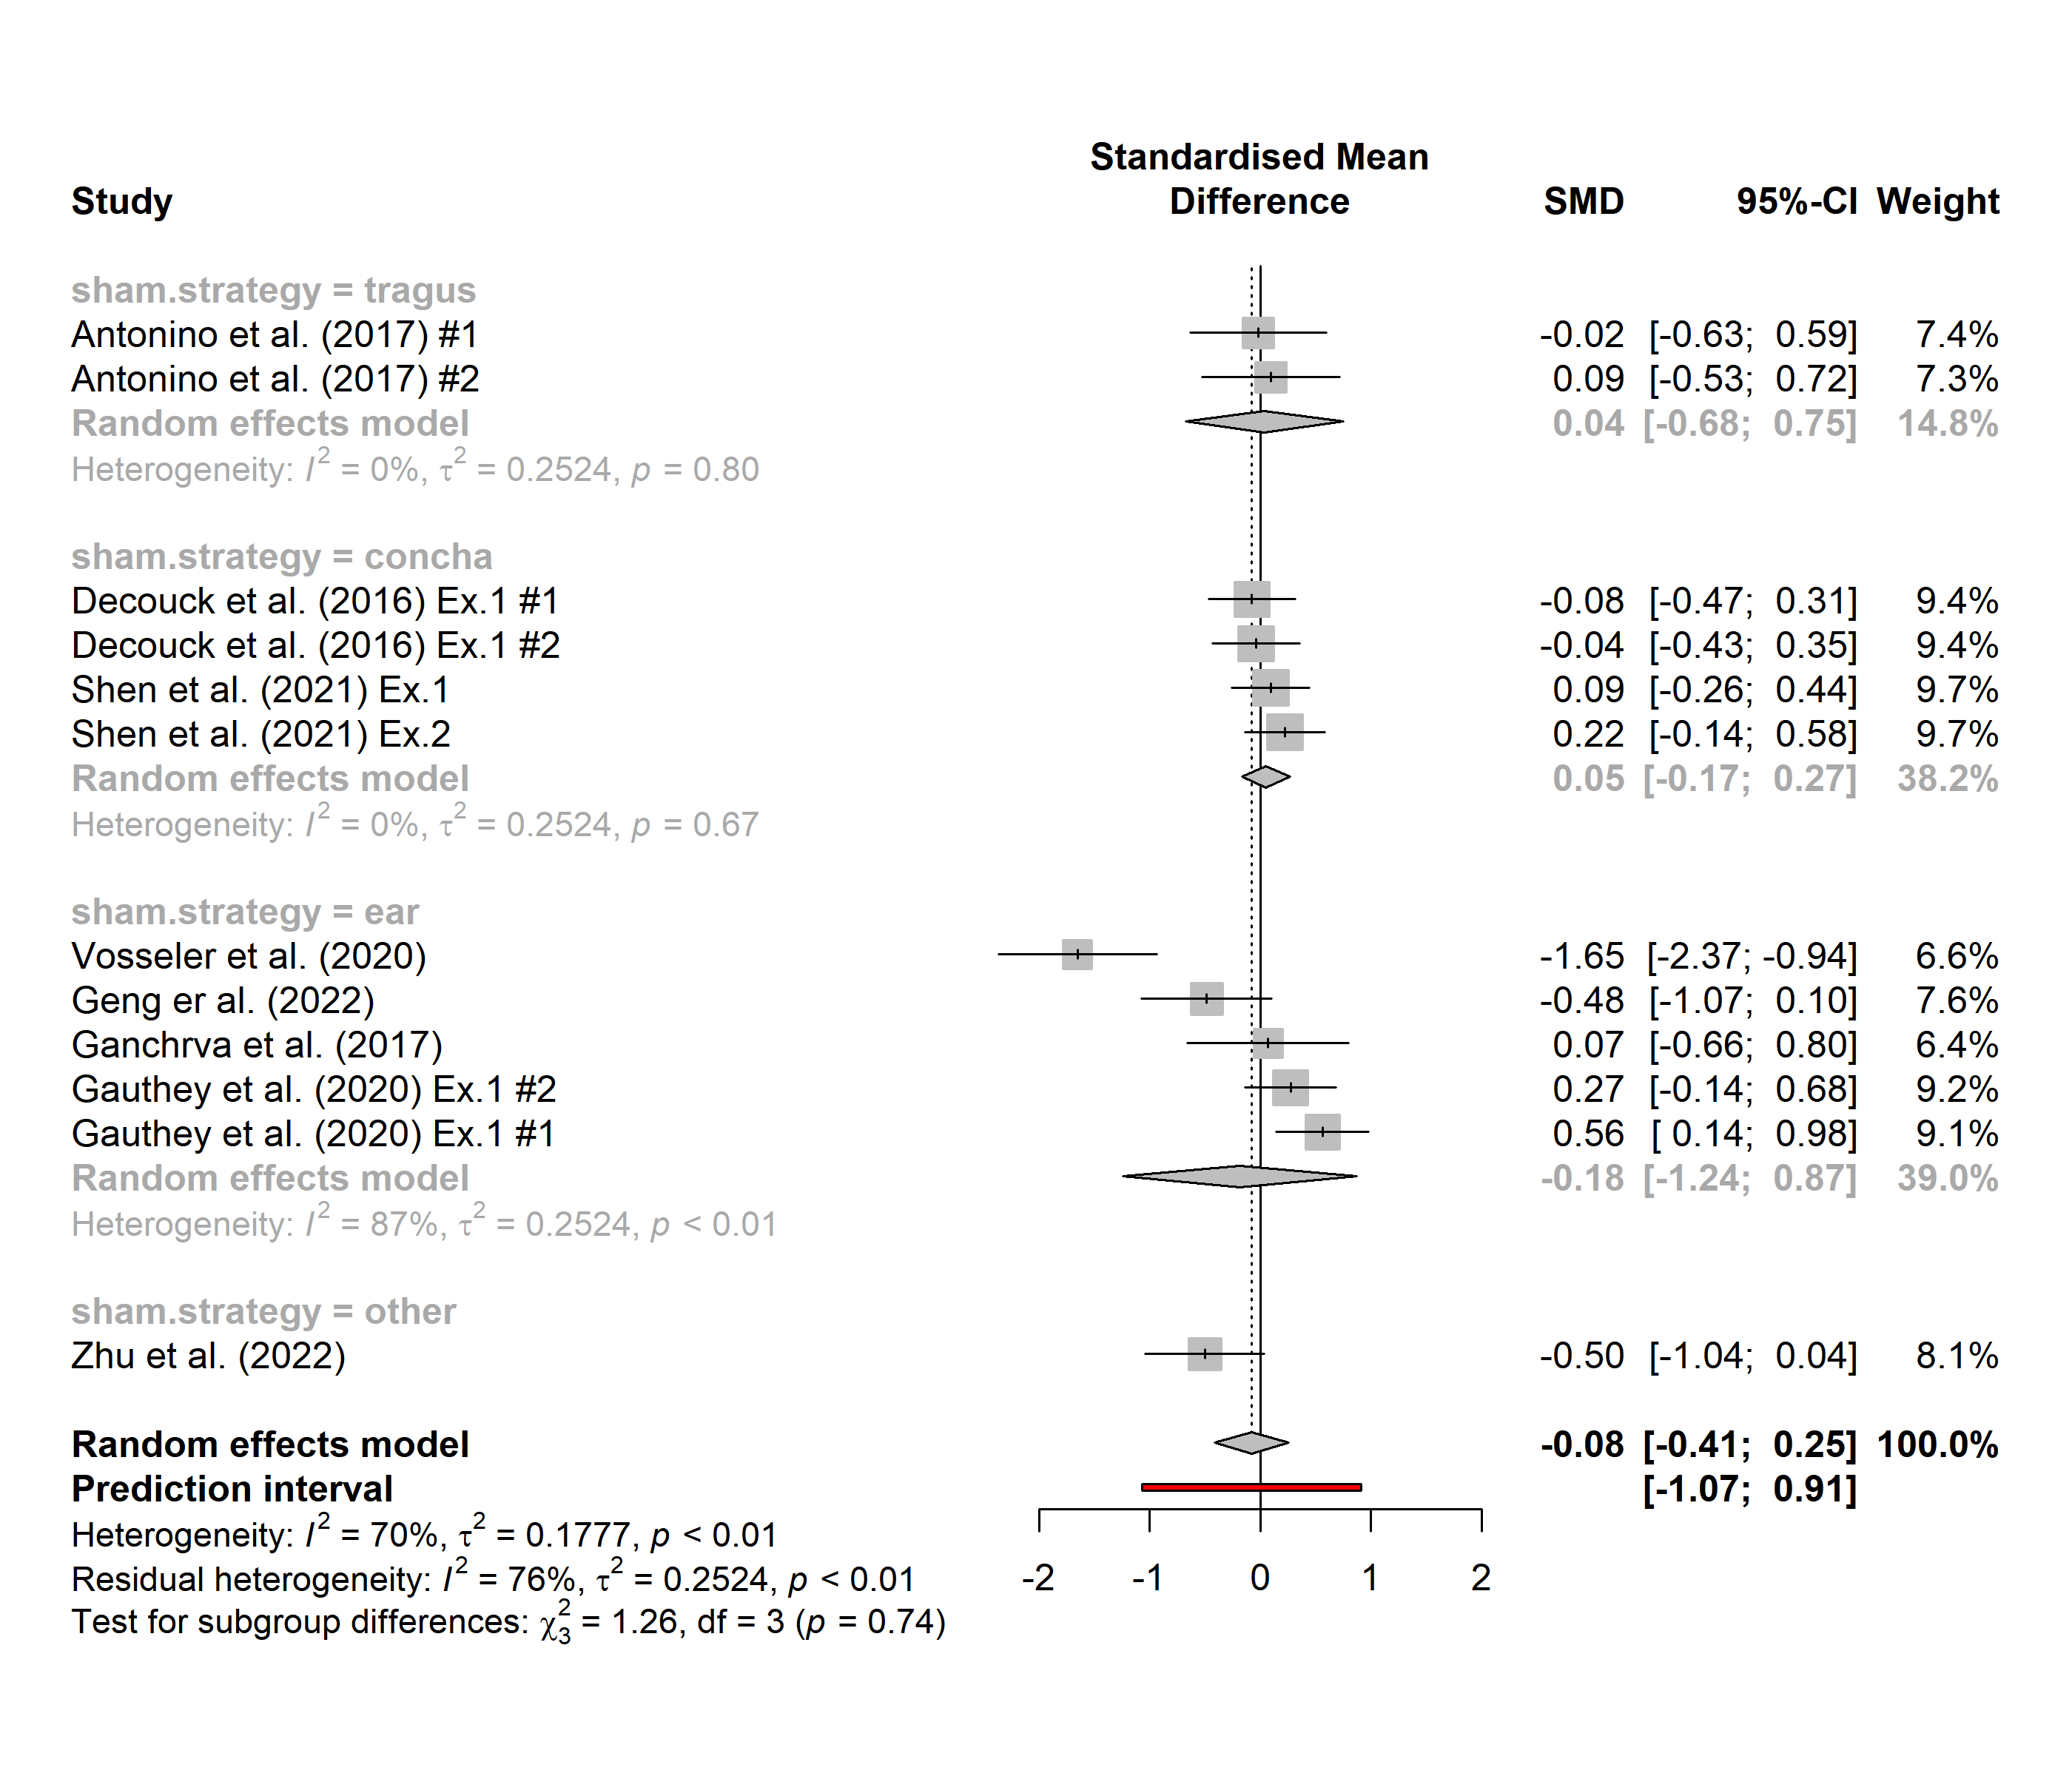 Standardised Mean
Study Difference SMD 95%-CI Weight
sham.strategy = tragus
Antonino et al. (2017) #1 -0.02 [-0.63; 0.59] 7.4%
Antonino et al. (2017) #2 0.09 [-0.53; 0.72] 7.3%
Random effects model 0.04 [-0.68; 0.75] 14.8%
Heterogeneity: I² = 0%, τ² = 0.2524, p = 0.80
sham.strategy = concha
Decouck et al. (2016) Ex.1 #1 -0.08 [-0.47; 0.31] 9.4%
Decouck et al. (2016) Ex.1 #2 -0.04 [-0.43; 0.35] 9.4%
Shen et al. (2021) Ex.1 0.09 [-0.26; 0.44] 9.7%
Shen et al. (2021) Ex.2 0.22 [-0.14; 0.58] 9.7%
Random effects model 0.05 [-0.17; 0.27] 38.2%
Heterogeneity: I² = 0%, τ² = 0.2524, p = 0.67
sham.strategy = ear
Vosseler et al. (2020) -1.65 [-2.37; -0.94] 6.6%
Geng er al. (2022) -0.48 [-1.07; 0.10] 7.6%
Ganchrva et al. (2017) 0.07 [-0.66; 0.80] 6.4%
Gauthey et al. (2020) Ex.1 #2 0.27 [-0.14; 0.68] 9.2%
Gauthey et al. (2020) Ex.1 #1 0.56 [ 0.14; 0.98] 9.1%
Random effects model -0.18 [-1.24; 0.87] 39.0%
Heterogeneity: I² = 87%, τ² = 0.2524, p < 0.01
sham.strategy = other
Zhu et al. (2022) -0.50 [-1.04; 0.04] 8.1%
Random effects model -0.08 [-0.41; 0.25] 100.0%
Prediction interval [-1.07; 0.91]
Heterogeneity: I² = 70%, τ² = 0.1777, p < 0.01
Residual heterogeneity: I² = 76%, τ² = 0.2524, p < 0.01
-2 -1 0 1 2
Test for subgroup differences: χ²₃ = 1.26, df = 3 (p = 0.74)